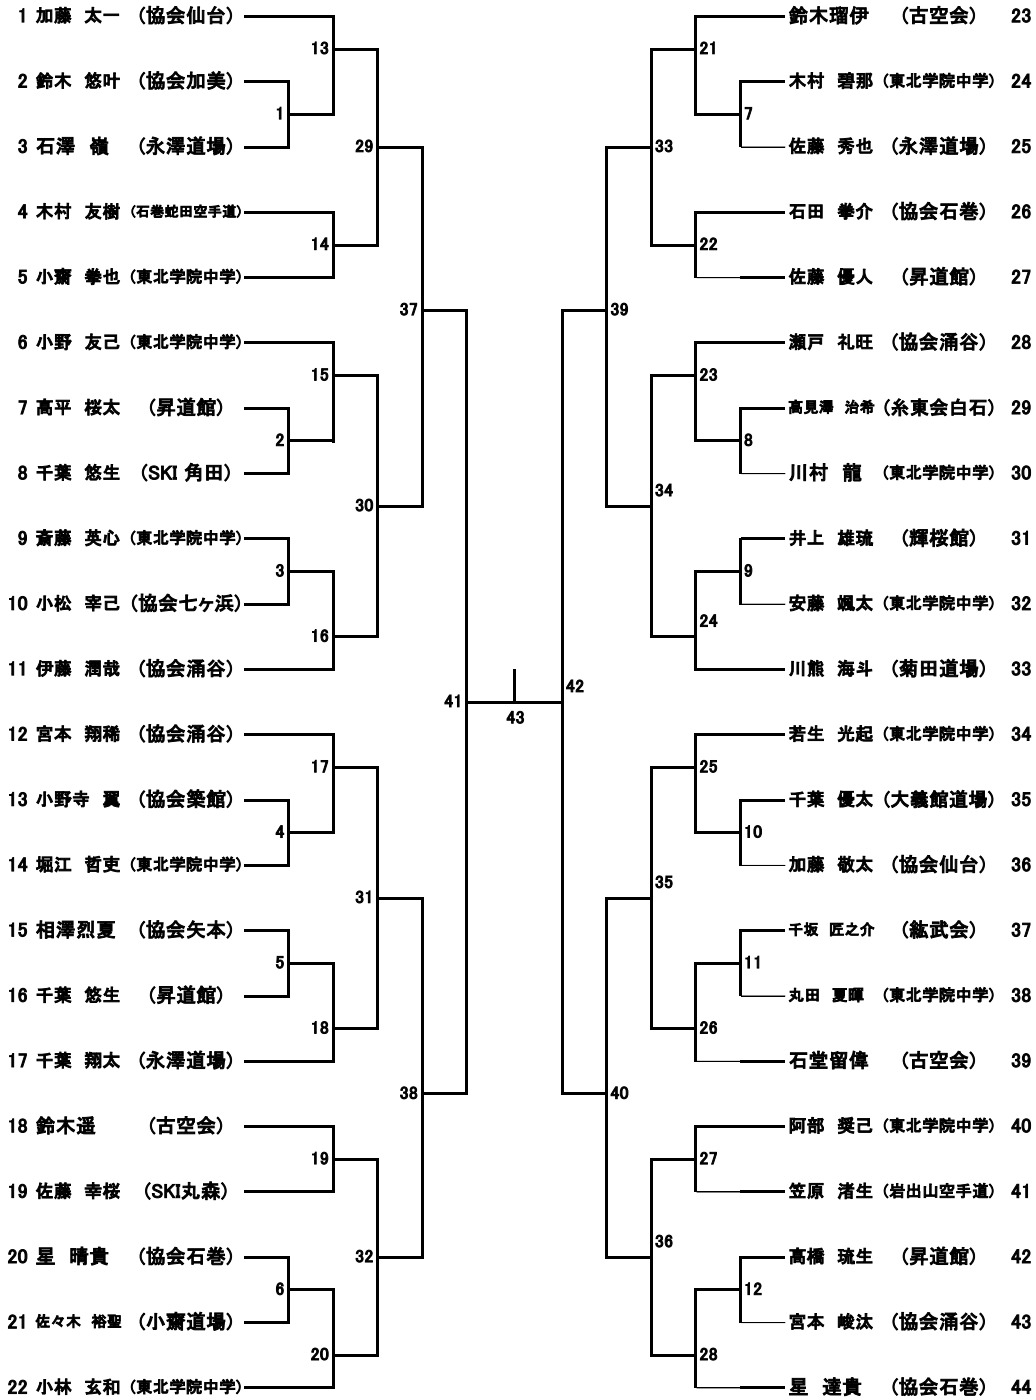 1 加藤 太一 (協会仙台)
2 鈴木 悠叶 (協会加美)
3 石澤 嶺 (永澤道場)
4 木村 友樹 (石巻蛇田空手道)
5 小齋 拳也 (東北学院中学)
6 小野 友己 (東北学院中学)
7 高平 桜太 (昇道館)
8 千葉 悠生 (SKI 角田)
9 斎藤 英心 (東北学院中学)
10 小松 宰己 (協会七ヶ浜)
11 伊藤 潤哉 (協会涌谷)
12 宮本 翔稀 (協会涌谷)
13 小野寺 翼 (協会築館)
14 堀江 哲吏 (東北学院中学)
15 相澤烈夏 (協会矢本)
16 千葉 悠生 (昇道館)
17 千葉 翔太 (永澤道場)
18 鈴木遥 (古空会)
19 佐藤 幸桜 (SKI丸森)
20 星 晴貴 (協会石巻)
21 佐々木 裕聖 (小齋道場)
22 小林 玄和 (東北学院中学)
1
2
3
4
5
6
13
14
15
16
17
18
19
20
29
30
31
32
37
38
41
43
42
39
40
33
34
35
36
21
22
23
24
25
26
27
28
7
8
9
10
11
12
鈴木瑠伊 (古空会) 23
木村 碧那 (東北学院中学) 24
佐藤 秀也 (永澤道場) 25
石田 拳介 (協会石巻) 26
佐藤 優人 (昇道館) 27
瀬戸 礼旺 (協会涌谷) 28
高見澤 治希 (糸東会白石) 29
川村 龍 (東北学院中学) 30
井上 雄琉 (輝桜館) 31
安藤 颯太 (東北学院中学) 32
川熊 海斗 (菊田道場) 33
若生 光起 (東北学院中学) 34
千葉 優太 (大義館道場) 35
加藤 敬太 (協会仙台) 36
千坂 匠之介 (紘武会) 37
丸田 夏暉 (東北学院中学) 38
石堂留偉 (古空会) 39
阿部 奨己 (東北学院中学) 40
笠原 渚生 (岩出山空手道) 41
高橋 琉生 (昇道館) 42
宮本 峻汰 (協会涌谷) 43
星 達貴 (協会石巻) 44